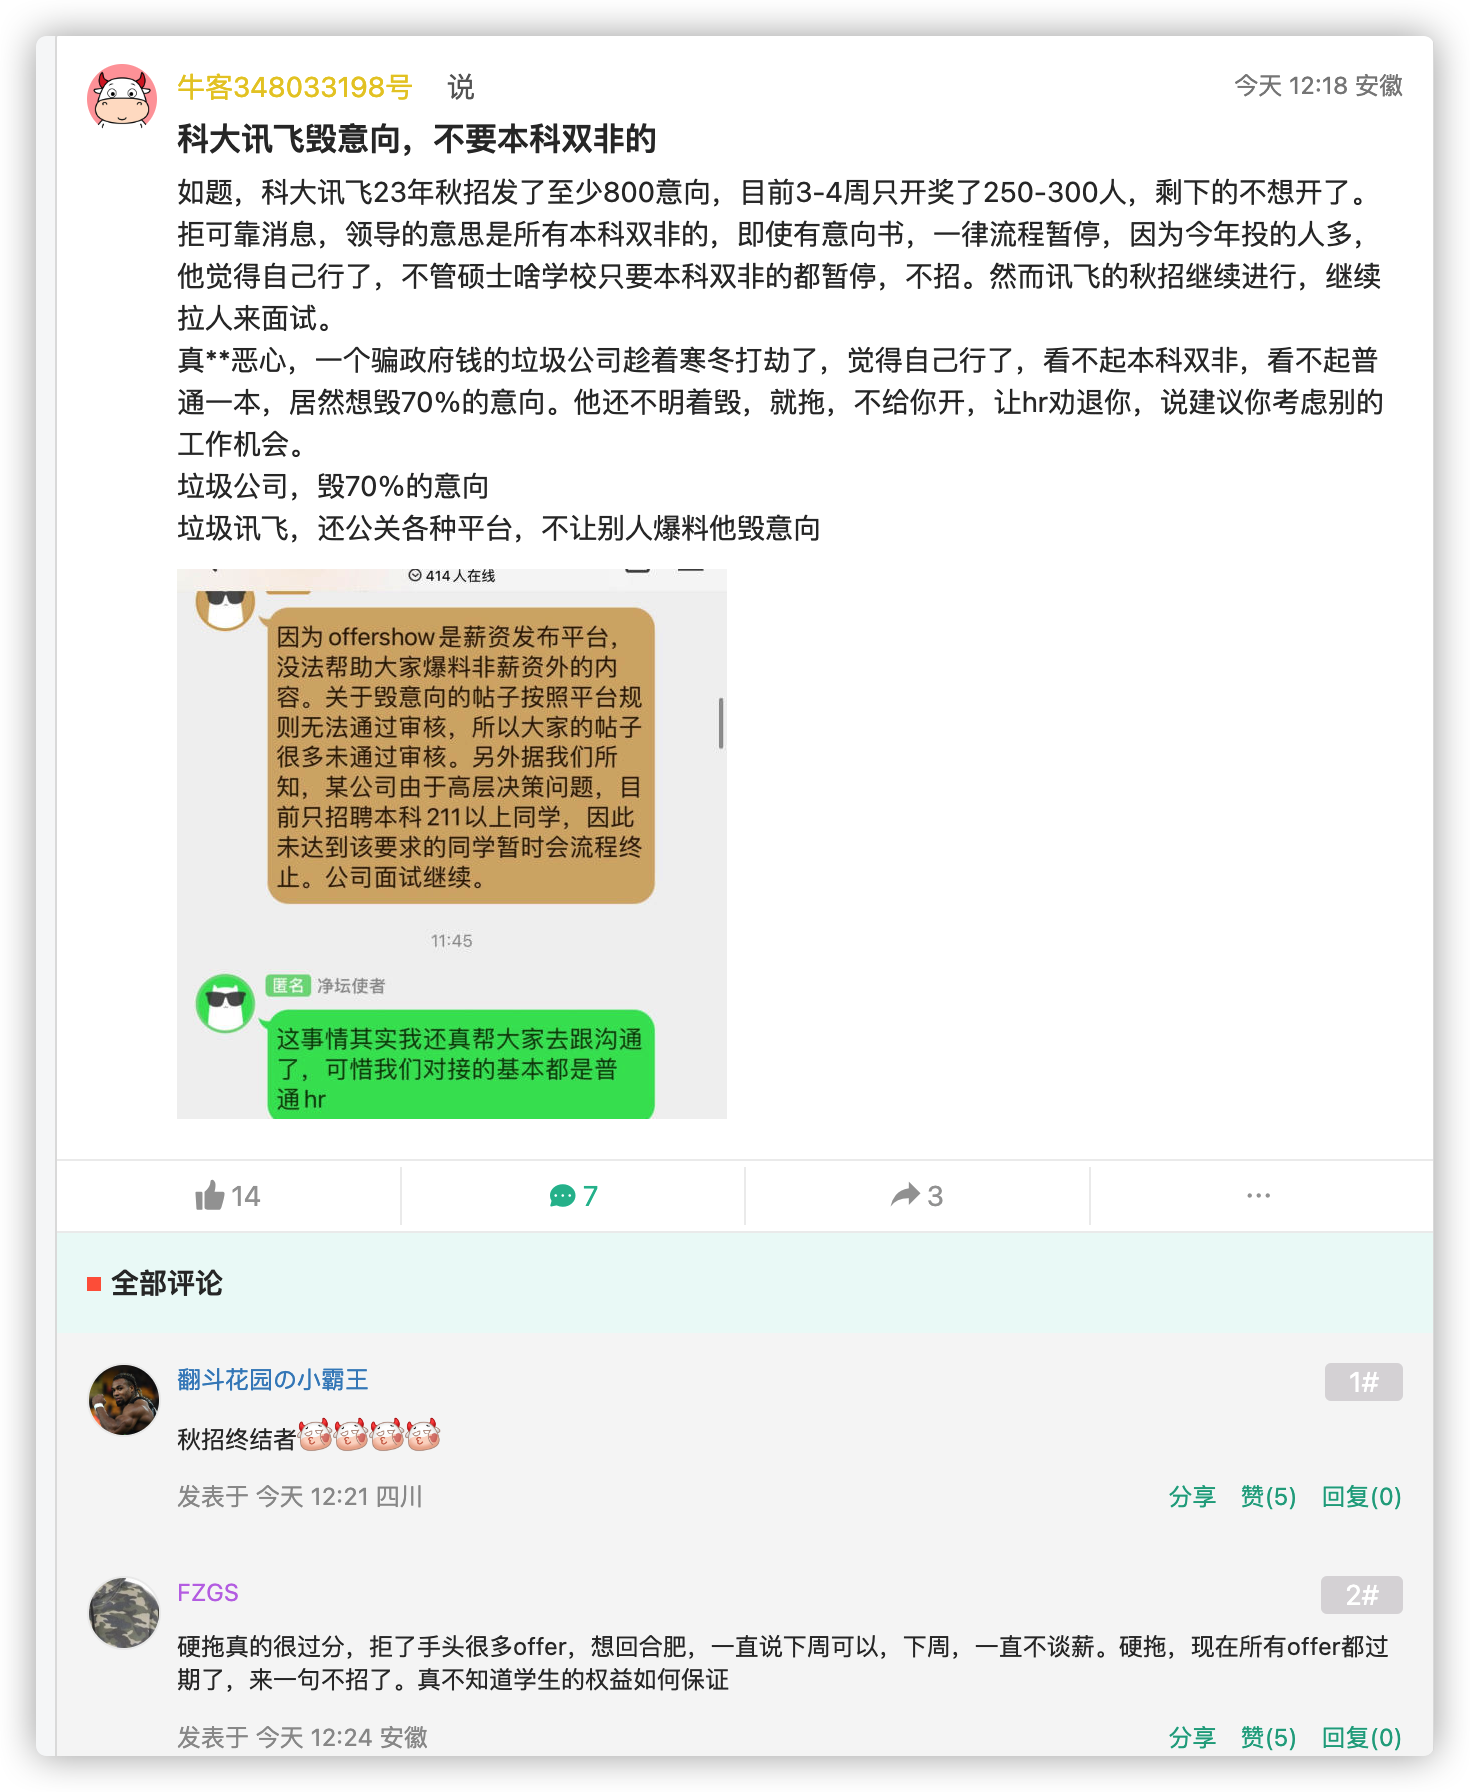 牛客348033198号 说
今天 12:18 安徽
科大讯飞毁意向，不要本科双非的
如题，科大讯飞23年秋招发了至少800意向，目前3-4周只开奖了250-300人，剩下的不想开了。
拒可靠消息，领导的意思是所有本科双非的，即使有意向书，一律流程暂停，因为今年投的人多，
他觉得自己行了，不管硕士啥学校只要本科双非的都暂停，不招。然而讯飞的秋招继续进行，继续
拉人来面试。
真**恶心，一个骗政府钱的垃圾公司趁着寒冬打劫了，觉得自己行了，看不起本科双非，看不起普
通一本，居然想毁70%的意向。他还不明着毁，就拖，不给你开，让hr劝退你，说建议你考虑别的
工作机会。
垃圾公司，毁70%的意向
垃圾讯飞，还公关各种平台，不让别人爆料他毁意向
414人在线
因为offershow是薪资发布平台，
没法帮助大家爆料非薪资外的内
容。关于毁意向的帖子按照平台规
则无法通过审核，所以大家的帖子
很多未通过审核。另外据我们所
知，某公司由于高层决策问题，目
前只招聘本科211以上同学，因此
未达到该要求的同学暂时会流程终
止。公司面试继续。
11:45
匿名 净坛使者
这事情其实我还真帮大家去跟沟通
了，可惜我们对接的基本都是普
通hr
14
7
3
全部评论
翻斗花园の小霸王
1#
秋招终结者
发表于 今天 12:21 四川
分享 赞(5) 回复(0)
FZGS
2#
硬拖真的很过分，拒了手头很多offer，想回合肥，一直说下周可以，下周，一直不谈薪。硬拖，现在所有offer都过
期了，来一句不招了。真不知道学生的权益如何保证
发表于 今天 12:24 安徽
分享 赞(5) 回复(0)